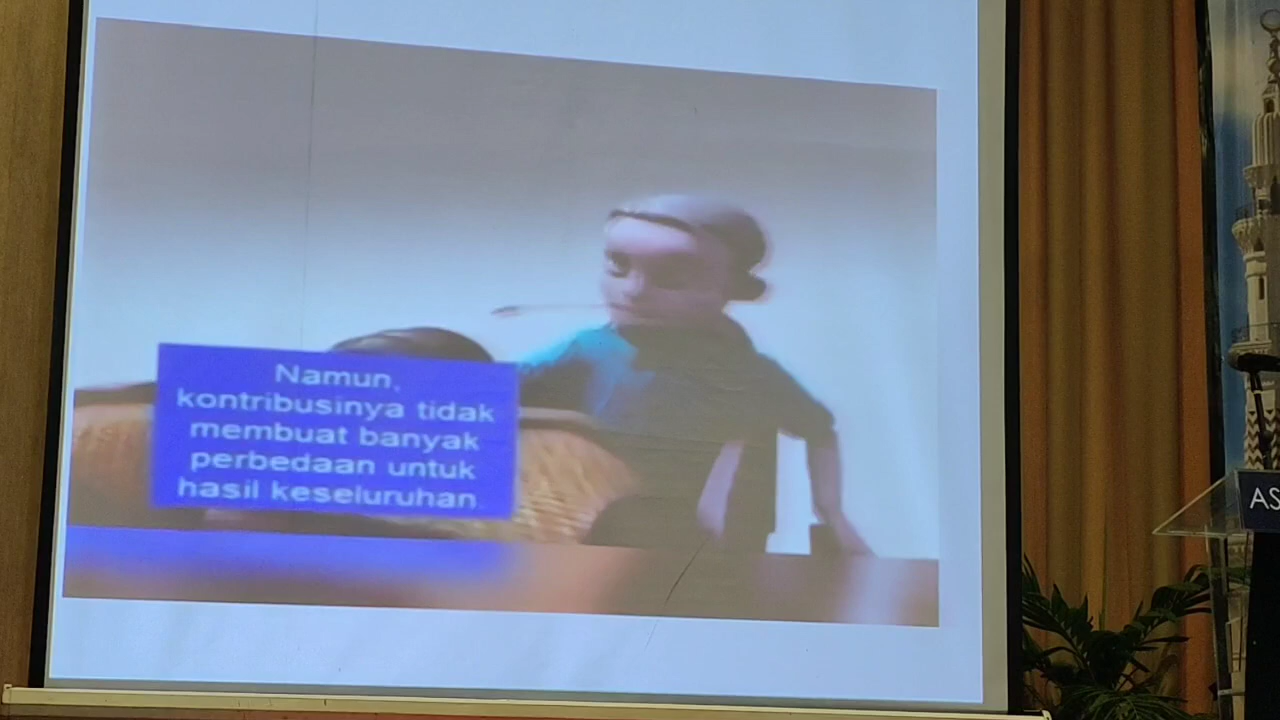 Namun,
kontribusinya tidak
membuat banyak
perbedaan untuk
hasil keseluruhan.
AS